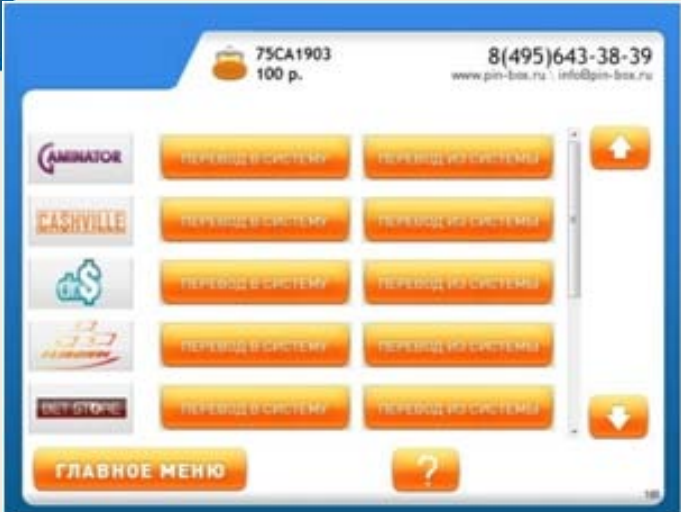 75CA1903
100 р.
8(495)643-38-39
www.pin-box.ru \ info@pin-box.ru
GAMINATOR ПЕРЕВОД В СИСТЕМУ ПЕРЕВОД ИЗ СИСТЕМЫ
CASHVILLE ПЕРЕВОД В СИСТЕМУ ПЕРЕВОД ИЗ СИСТЕМЫ
ПЕРЕВОД В СИСТЕМУ ПЕРЕВОД ИЗ СИСТЕМЫ
ПЕРЕВОД В СИСТЕМУ ПЕРЕВОД ИЗ СИСТЕМЫ
BET STORE ПЕРЕВОД В СИСТЕМУ ПЕРЕВОД ИЗ СИСТЕМЫ
ГЛАВНОЕ МЕНЮ ?